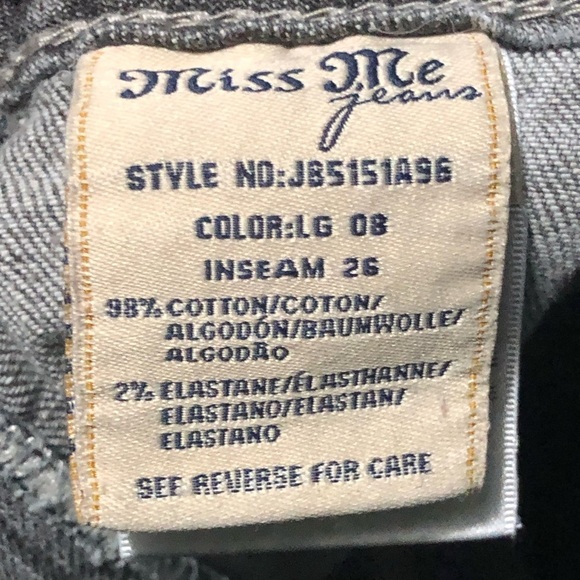 Miss Me
jeans
STYLE NO:JB5151A96
COLOR:LG 08
INSEAM 26
98% COTTON/COTON/
ALGODÓN/BAUMWOLLE/
ALGODÃO
2% ELASTANE/ÉLASTHANNE/
ELASTANO/ELASTAN/
ELASTANO
SEE REVERSE FOR CARE